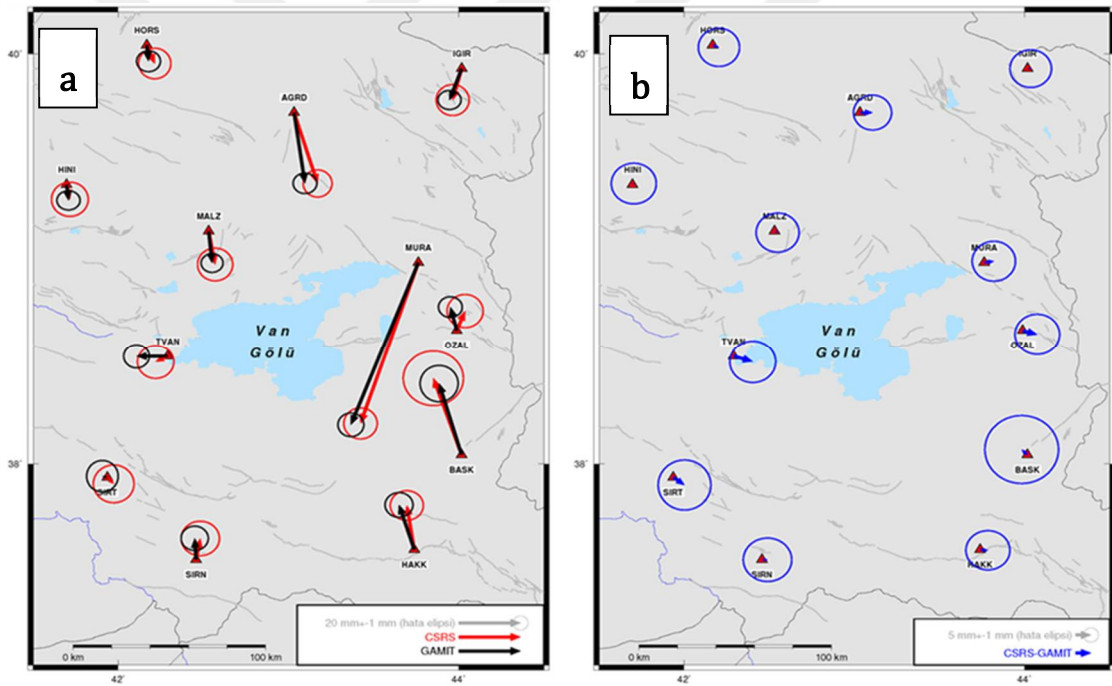 a
HORS
IGIR
AGRD
HINI
MALZ
MURA
OZAL
TVAN
Van
Gölü
BASK
SIRT
HAKK
SIRN
20 mm+-1 mm (hata elipsi)
CSRS
GAMIT
0 km
100 km
40˚
38˚
42˚
44˚
b
HORS
IGIR
AGRD
HINI
MALZ
MURA
OZAL
TVAN
Van
Gölü
BASK
SIRT
HAKK
SIRN
5 mm+-1 mm (hata elipsi)
CSRS-GAMIT
0 km
100 km
40˚
38˚
42˚
44˚